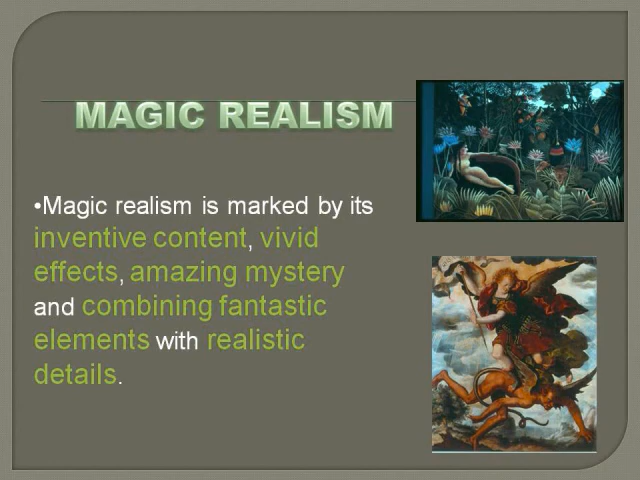 MAGIC REALISM
•Magic realism is marked by its
inventive content, vivid
effects, amazing mystery
and combining fantastic
elements with realistic
details.